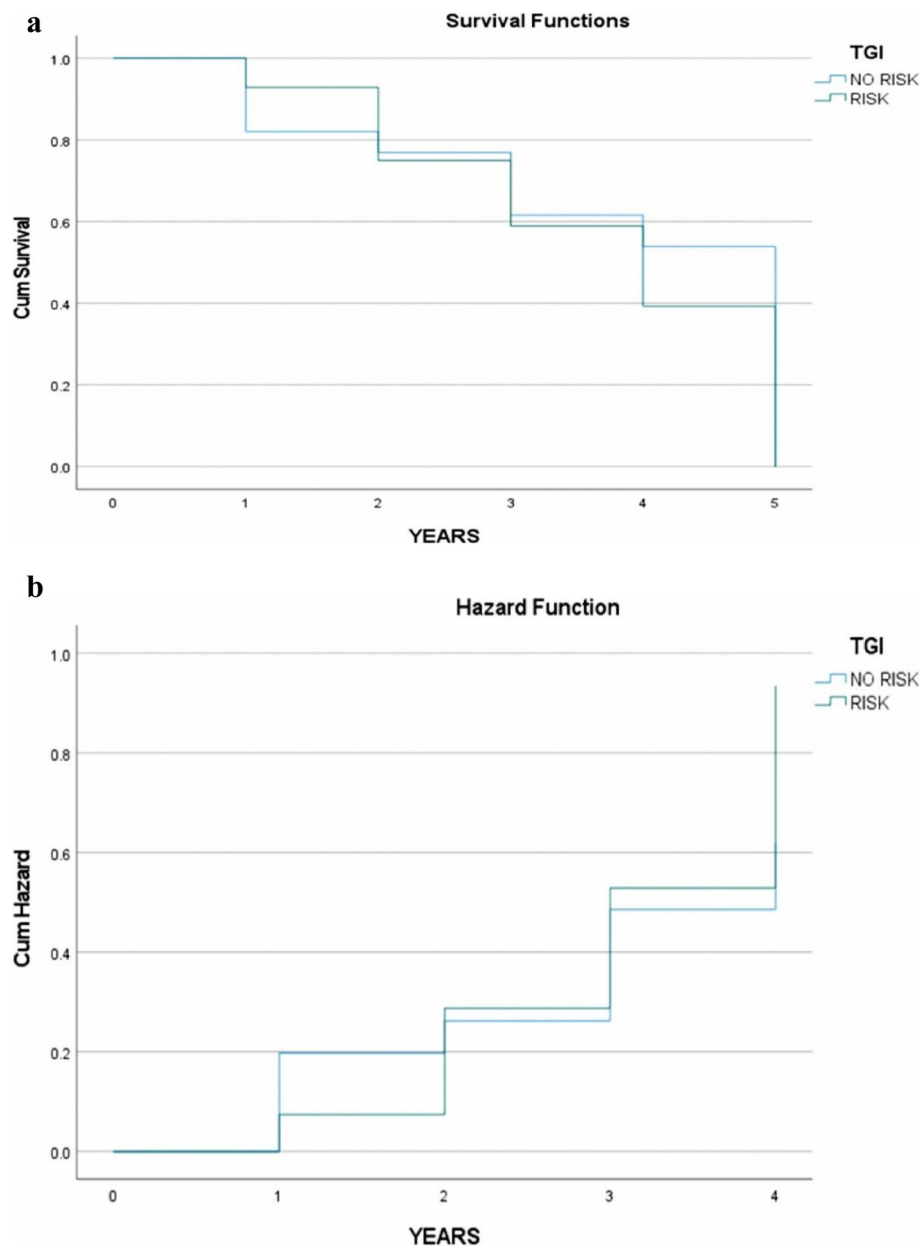 a
Survival Functions
TGI
NO RISK
RISK
Cum Survival
1.0
0.8
0.6
0.4
0.2
0.0
0 1 2 3 4 5
YEARS
b
Hazard Function
TGI
NO RISK
RISK
Cum Hazard
1.0
0.8
0.6
0.4
0.2
0.0
0 1 2 3 4
YEARS